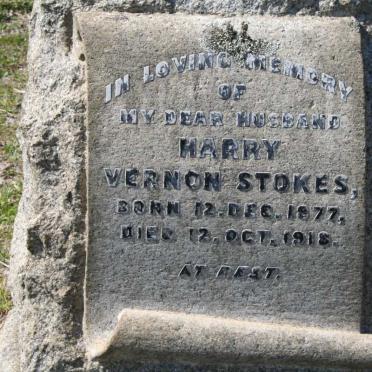 IN LOVING MEMORY
OF
MY DEAR HUSBAND
HARRY
VERNON STOKES,
BORN 12. DEC. 1877,
DIED 12. OCT. 1918.
AT REST.